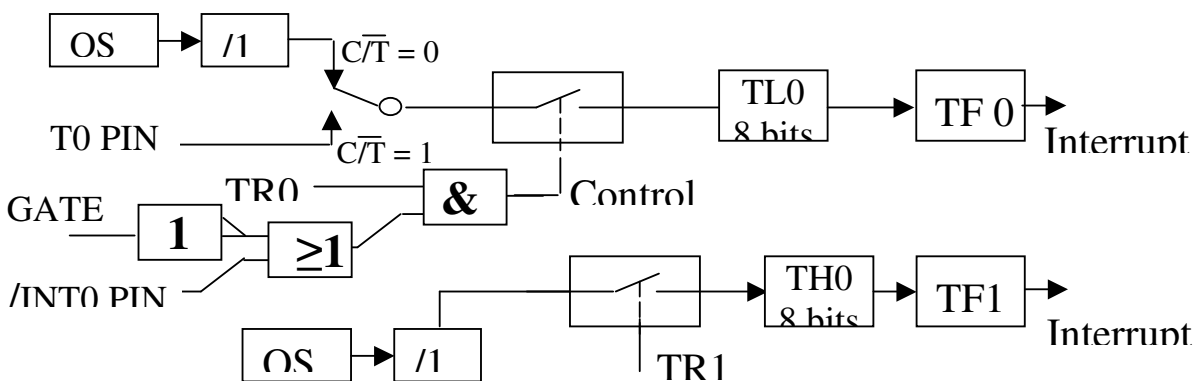 OS
/1
C/T̅ = 0
TL0
8 bits
TF 0
Interrupt
T0 PIN
C/T̅ = 1
TR0
&
Control
GATE
1
≥1
/INT0 PIN
TH0
8 bits
TF1
Interrupt
OS
/1
TR1